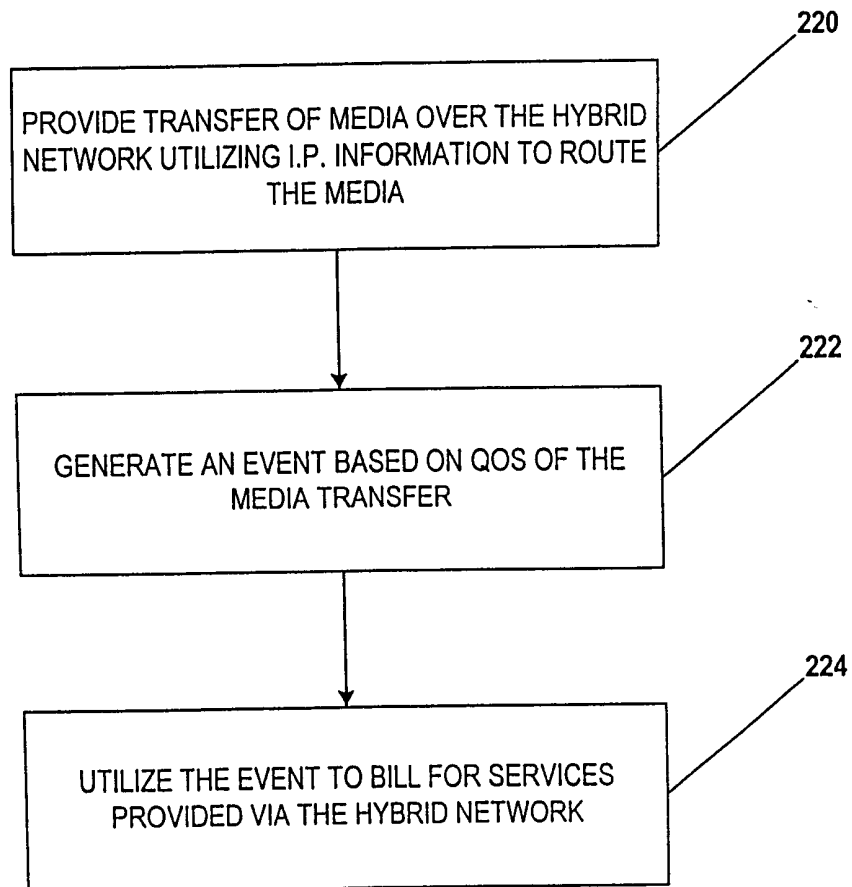 220
PROVIDE TRANSFER OF MEDIA OVER THE HYBRID
NETWORK UTILIZING I.P. INFORMATION TO ROUTE
THE MEDIA
222
GENERATE AN EVENT BASED ON QOS OF THE
MEDIA TRANSFER
224
UTILIZE THE EVENT TO BILL FOR SERVICES
PROVIDED VIA THE HYBRID NETWORK